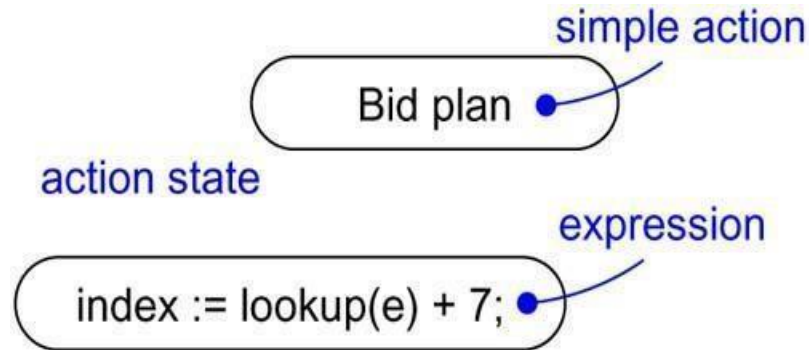 simple action
Bid plan
action state
expression
index := lookup(e) + 7;